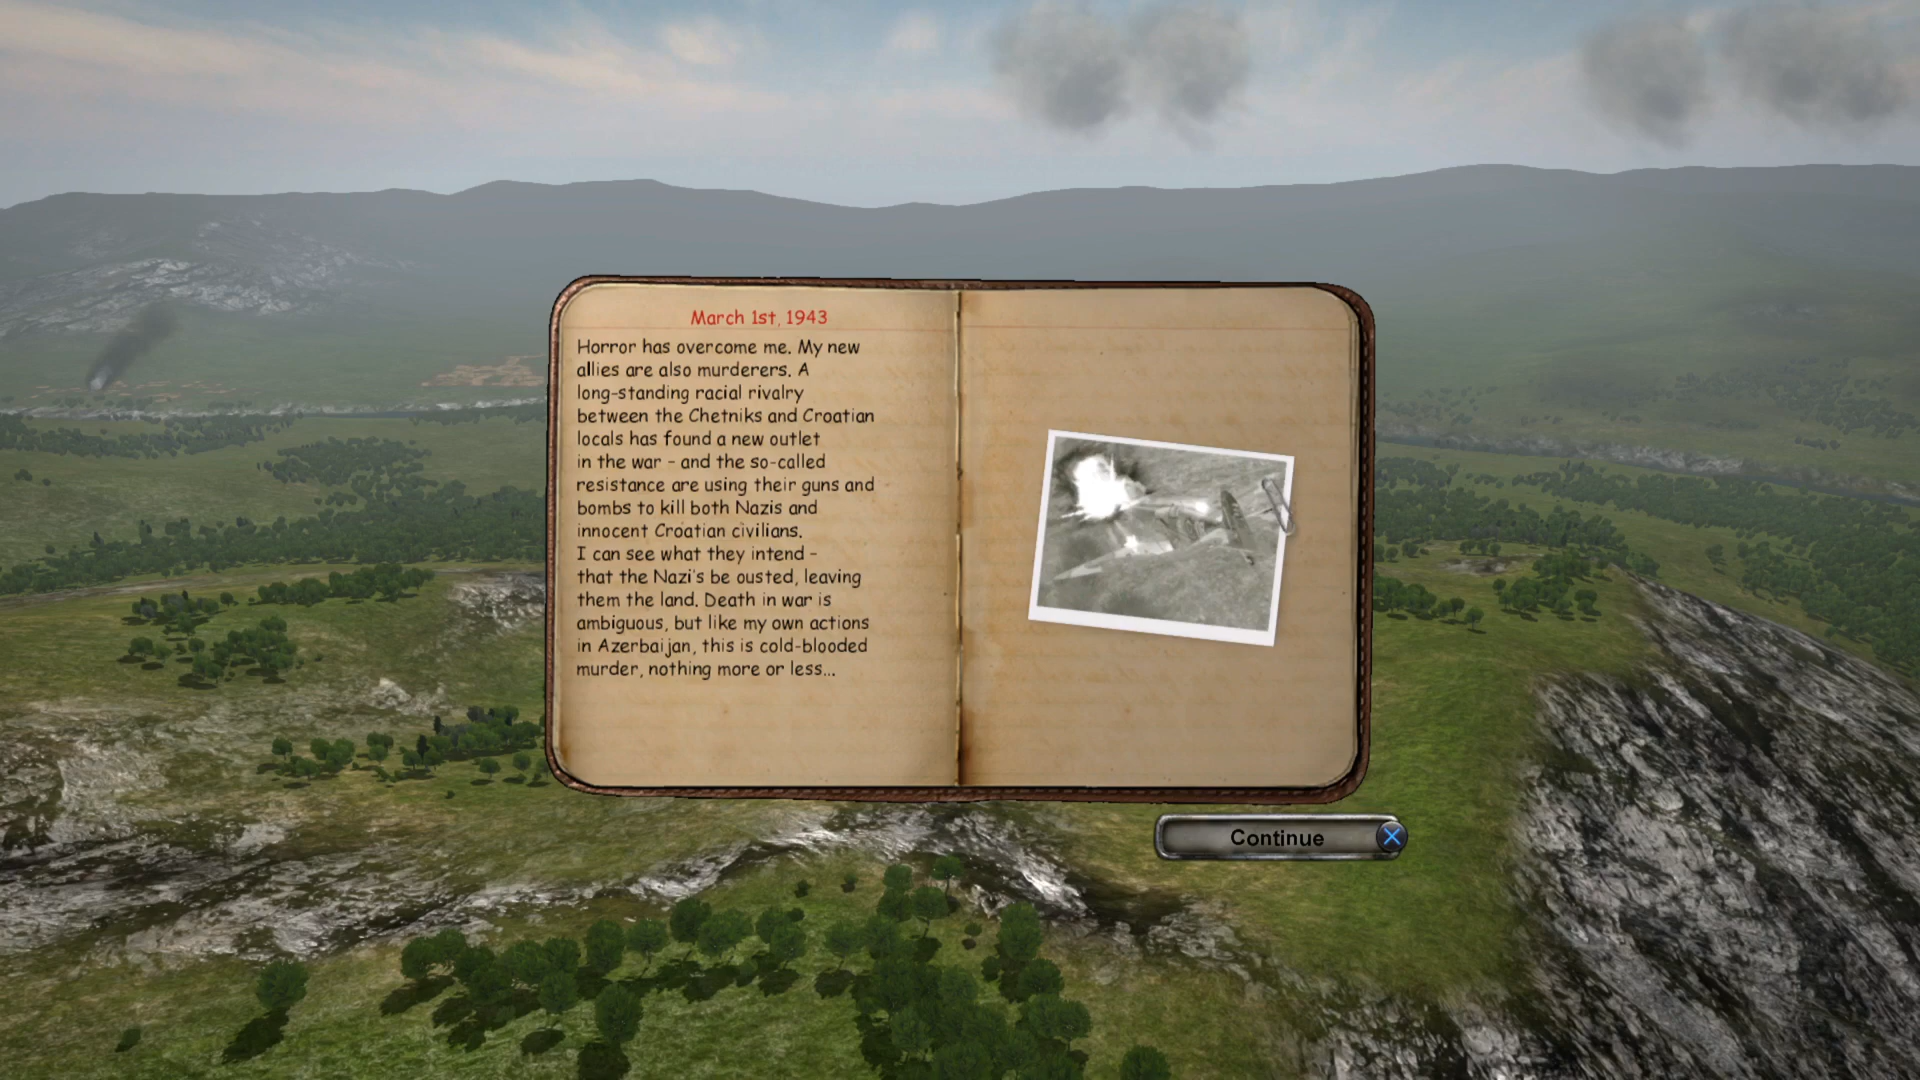 March 1st, 1943
Horror has overcome me. My new
allies are also murderers. A
long-standing racial rivalry
between the Chetniks and Croatian
locals has found a new outlet
in the war - and the so-called
resistance are using their guns and
bombs to kill both Nazis and
innocent Croatian civilians.
I can see what they intend -
that the Nazi's be ousted, leaving
them the land. Death in war is
ambiguous, but like my own actions
in Azerbaijan, this is cold-blooded
murder, nothing more or less...
Continue